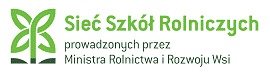 Sieć Szkół Rolniczych
prowadzonych przez
Ministra Rolnictwa i Rozwoju Wsi